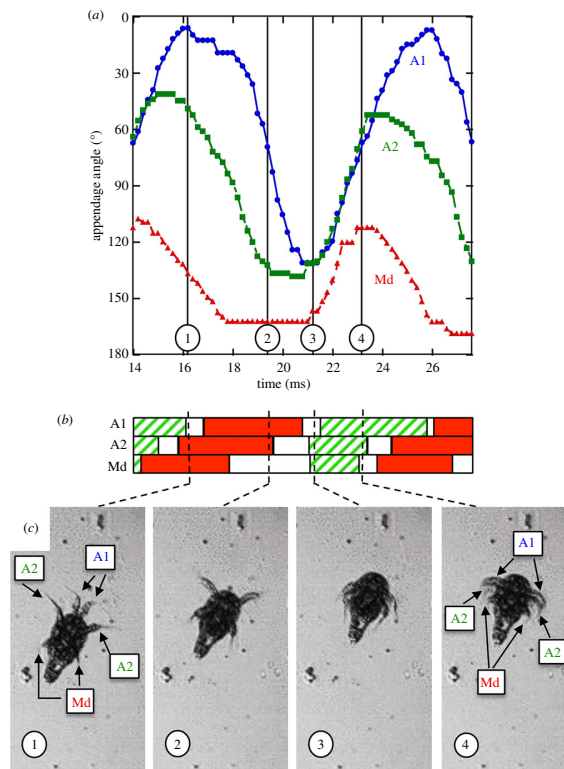 (a)
0
30
60
90
120
150
180
appendage angle (°)
A1
A2
Md
1 2 3 4
14 16 18 20 22 24 26
time (ms)
(b)
A1
A2
Md
(c)
A2 A1
A2
Md
1
2
3
A1
A2
A2
Md
4